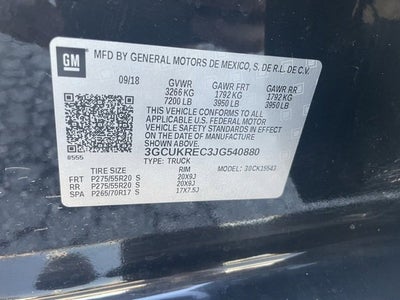 GM
MFD BY GENERAL MOTORS DE MEXICO, S. DE R.L. DE C.V.
09/18 GVWR GAWR FRT GAWR RR
3266 KG 1792 KG 1792 KG
7200 LB 3950 LB 3950 LB
THIS VEHICLE CONFORMS TO ALL APPLICABLE U.S. FEDERAL MOTOR
VEHICLE SAFETY STANDARDS IN EFFECT ON THE DATE OF
MANUFACTURE SHOWN ABOVE.
3GCUKREC3JG540880
8555 TYPE: TRUCK
TIRE SIZE RIM MODEL:
FRT P275/55R20 S 20X9J
RR P275/55R20 S 20X9J
SPA P265/70R17 S 17X7.5J